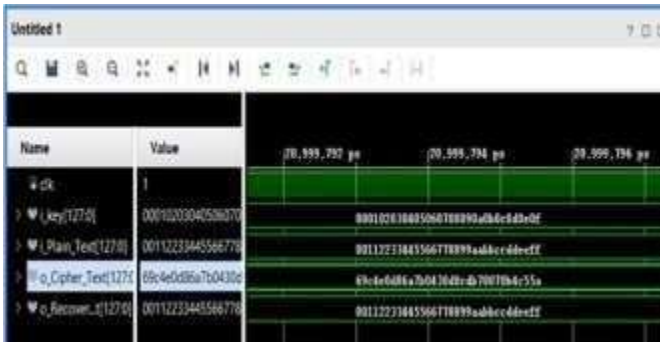 Untitled 1
Name Value 20,999,792 ps 20,999,794 ps 20,999,796 ps
clk 1
i_key[127:0] 0001020304050607 000102030405060708090a0b0c0d0e0f
i_Plain_Text[127:0] 0011223344556677 00112233445566778899aabbccddeeff
o_Cipher_Text[127:0 69c4e0d86a7b0430d 69c4e0d86a7b0430d8cdb78070b4c55a
o_Recover...t[127:0] 0011223344556677 00112233445566778899aabbccddeeff